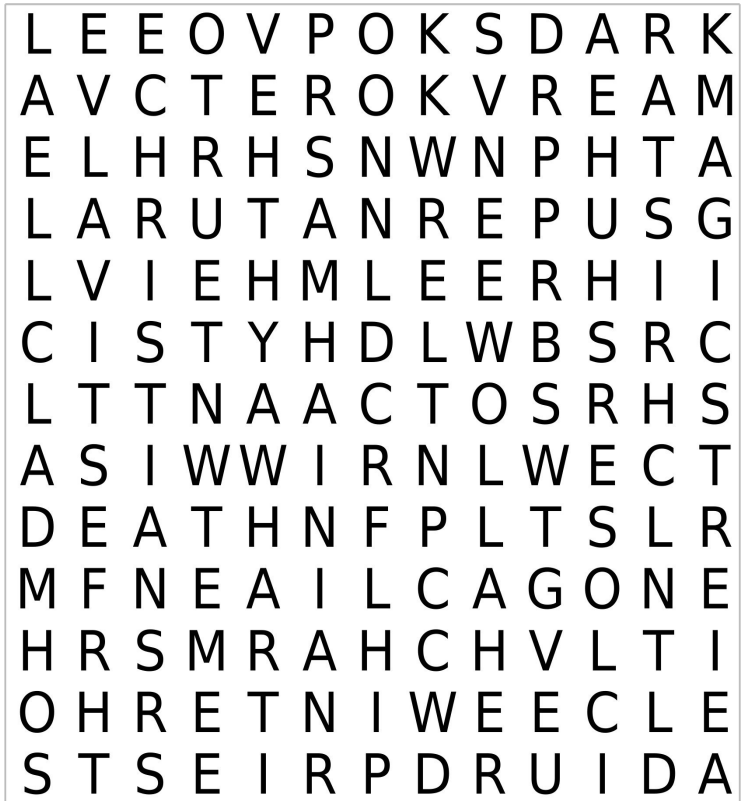 L E E O V P O K S D A R K
A V C T E R O K V R E A M
E L H R H S N W N P H T A
L A R U T A N R E P U S G
L V I E H M L E E R H I I
C I S T Y H D L W B S R C
L T T N A A C T O S R H S
A S I W W I R N L W E C T
D E A T H N F P L T S L R
M F N E A I L C A G O N E
H R S M R A H C H V L T I
O H R E T N I W E E C L E
S T S E I R P D R U I D A